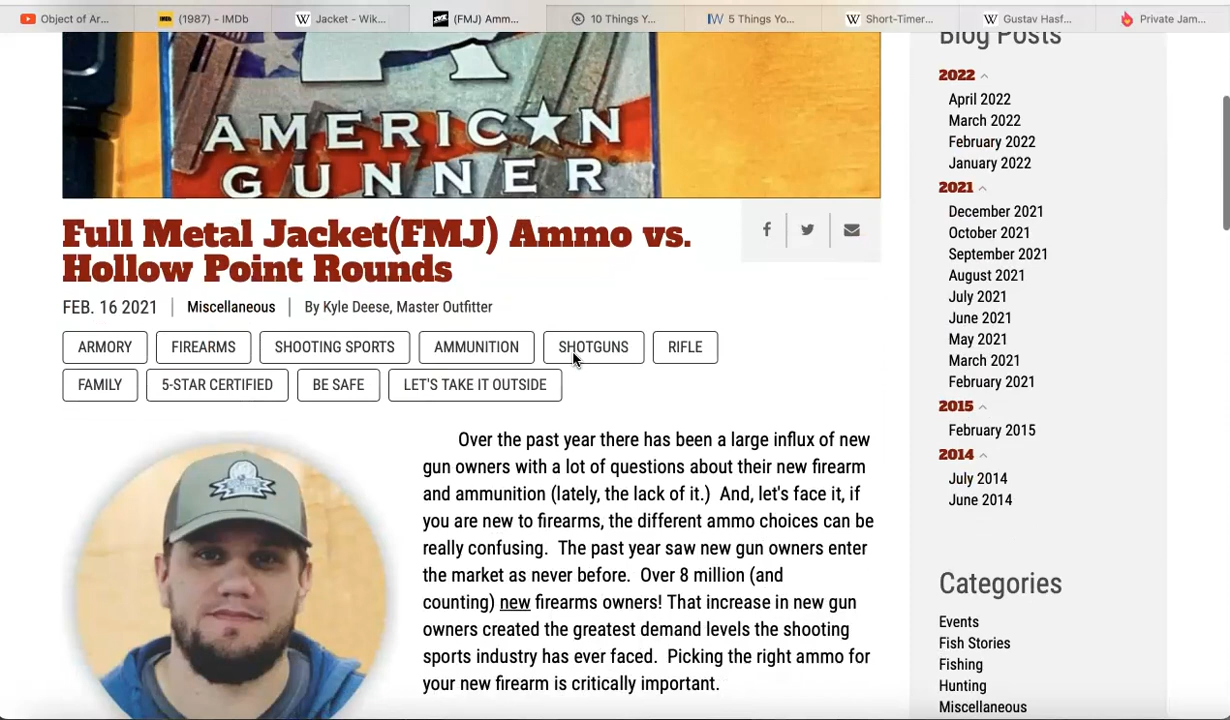 Object of Ar...
(1987) - IMDb
Jacket - Wik...
(FMJ) Amm...
10 Things Y...
5 Things Yo...
Short-Timer...
Gustav Hasf...
Private Jam...
AMERICAN
GUNNER
Full Metal Jacket(FMJ) Ammo vs.
Hollow Point Rounds
FEB. 16 2021 | Miscellaneous | By Kyle Deese, Master Outfitter
ARMORY FIREARMS SHOOTING SPORTS AMMUNITION SHOTGUNS RIFLE
FAMILY 5-STAR CERTIFIED BE SAFE LET'S TAKE IT OUTSIDE
Over the past year there has been a large influx of new
gun owners with a lot of questions about their new firearm
and ammunition (lately, the lack of it.) And, let's face it, if
you are new to firearms, the different ammo choices can be
really confusing. The past year saw new gun owners enter
the market as never before. Over 8 million (and
counting) new firearms owners! That increase in new gun
owners created the greatest demand levels the shooting
sports industry has ever faced. Picking the right ammo for
your new firearm is critically important.
Blog Posts
2022
April 2022
March 2022
February 2022
January 2022
2021
December 2021
October 2021
September 2021
August 2021
July 2021
June 2021
May 2021
March 2021
February 2021
2015
February 2015
2014
July 2014
June 2014
Categories
Events
Fish Stories
Fishing
Hunting
Miscellaneous